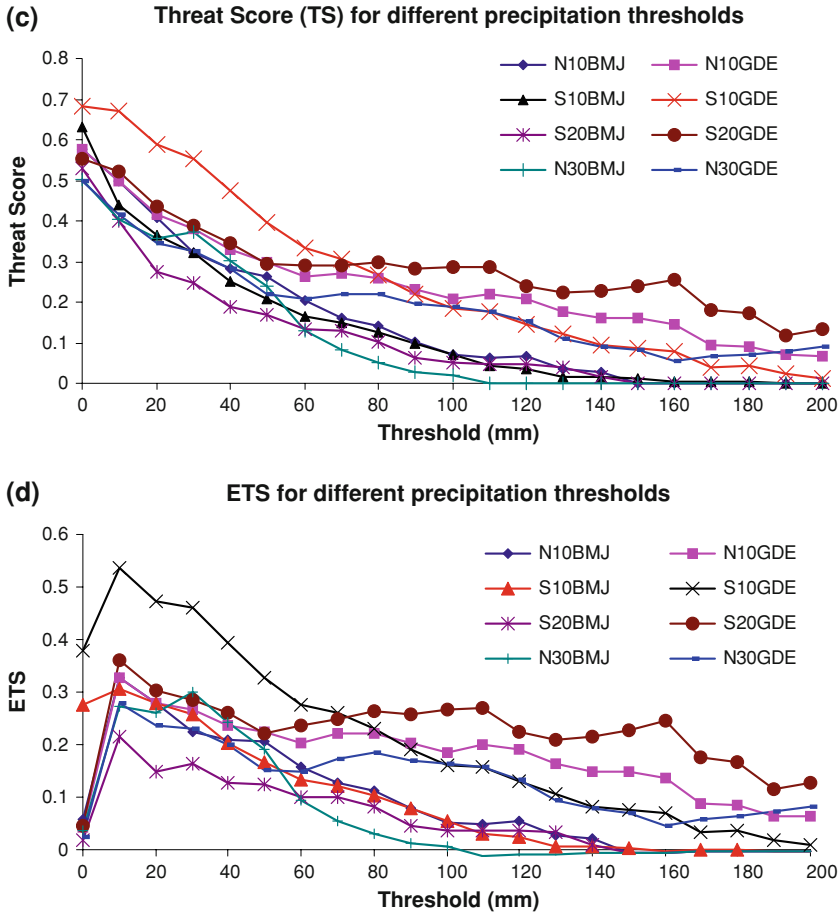 (c) Threat Score (TS) for different precipitation thresholds
0.8
0.7
0.6
0.5
0.4
0.3
0.2
0.1
0
Threat Score
N10BMJ N10GDE
S10BMJ S10GDE
S20BMJ S20GDE
N30BMJ N30GDE
0 20 40 60 80 100 120 140 160 180 200
Threshold (mm)
(d) ETS for different precipitation thresholds
0.6
0.5
0.4
0.3
0.2
0.1
0
ETS
N10BMJ N10GDE
S10BMJ S10GDE
S20BMJ S20GDE
N30BMJ N30GDE
0 20 40 60 80 100 120 140 160 180 200
Threshold (mm)